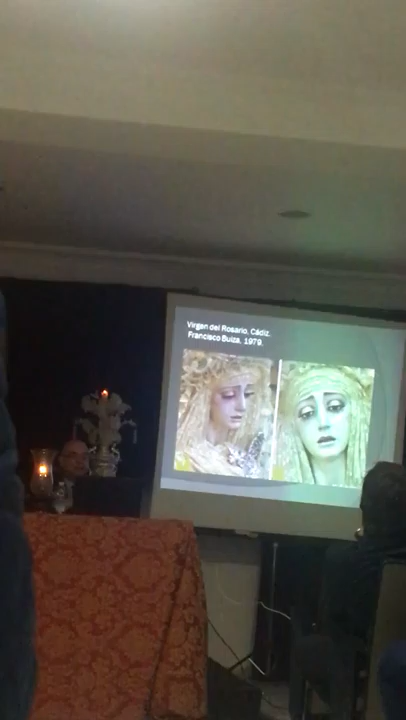 Virgen del Rosario, Cádiz.
Francisco Buiza, 1979.